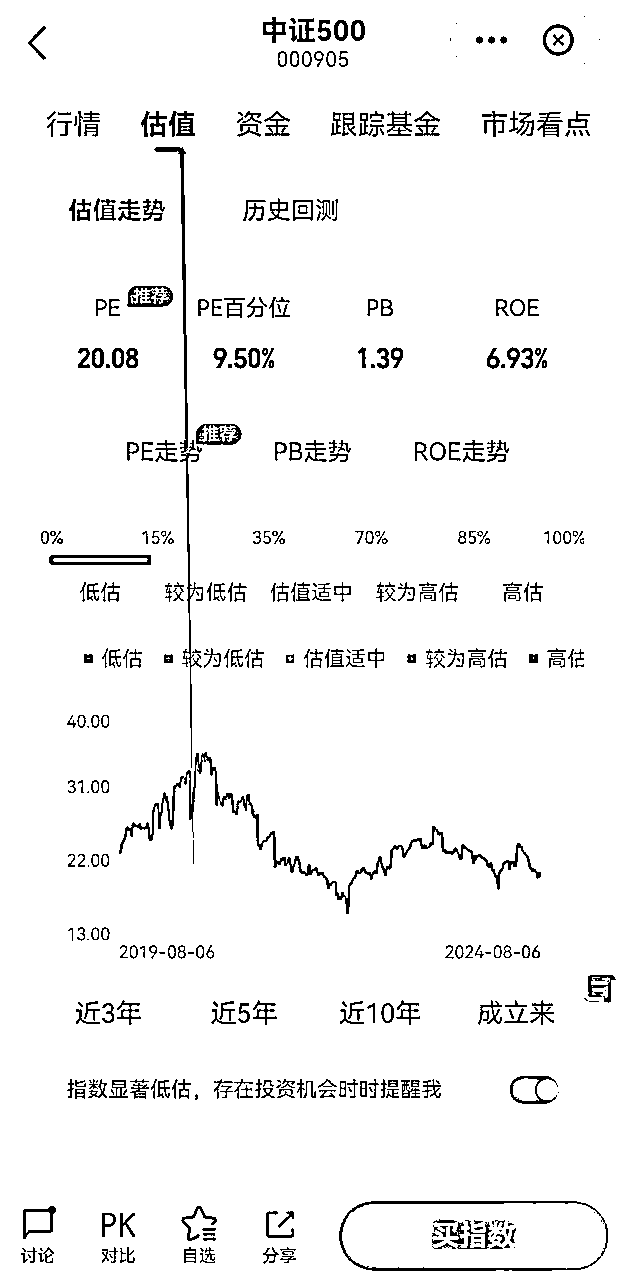 中证500
000905
行情 估值 资金 跟踪基金 市场看点
估值走势 历史回测
PE 推荐 PE百分位 PB ROE
20.08 9.50% 1.39 6.93%
PE走势 推荐 PB走势 ROE走势
0% 15% 35% 70% 85% 100%
低估 较为低估 估值适中 较为高估 高估
低估 较为低估 估值适中 较为高估 高估
40.00
31.00
22.00
13.00
2019-08-06 2024-08-06
近3年 近5年 近10年 成立来
指数显著低估，存在投资机会时时提醒我
讨论 PK 对比 自选 分享 买指数